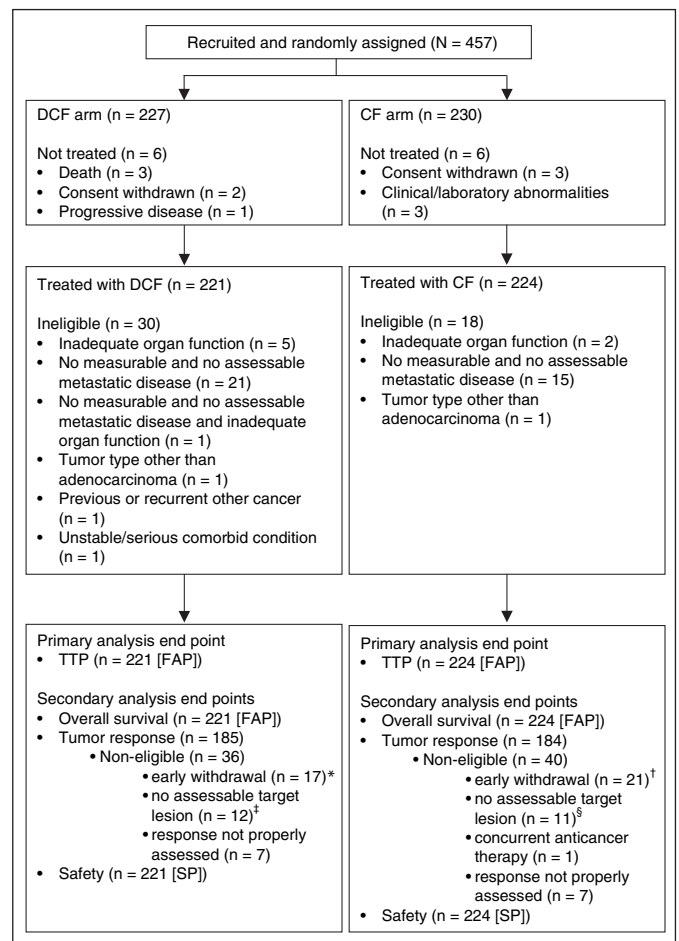 Recruited and randomly assigned (N = 457)
DCF arm (n = 227)
Not treated (n = 6)
• Death (n = 3)
• Consent withdrawn (n = 2)
• Progressive disease (n = 1)
CF arm (n = 230)
Not treated (n = 6)
• Consent withdrawn (n = 3)
• Clinical/laboratory abnormalities
(n = 3)
Treated with DCF (n = 221)
Ineligible (n = 30)
• Inadequate organ function (n = 5)
• No measurable and no assessable
metastatic disease (n = 21)
• No measurable and no assessable
metastatic disease and inadequate
organ function (n = 1)
• Tumor type other than
adenocarcinoma (n = 1)
• Previous or recurrent other cancer
(n = 1)
• Unstable/serious comorbid condition
(n = 1)
Treated with CF (n = 224)
Ineligible (n = 18)
• Inadequate organ function (n = 2)
• No measurable and no assessable
metastatic disease (n = 15)
• Tumor type other than
adenocarcinoma (n = 1)
Primary analysis end point
• TTP (n = 221 [FAP])
Secondary analysis end points
• Overall survival (n = 221 [FAP])
• Tumor response (n = 185)
• Non-eligible (n = 36)
• early withdrawal (n = 17)*
• no assessable target
lesion (n = 12)‡
• response not properly
assessed (n = 7)
• Safety (n = 221 [SP])
Primary analysis end point
• TTP (n = 224 [FAP])
Secondary analysis end points
• Overall survival (n = 224 [FAP])
• Tumor response (n = 184)
• Non-eligible (n = 40)
• early withdrawal (n = 21)†
• no assessable target
lesion (n = 11)§
• concurrent anticancer
therapy (n = 1)
• response not properly
assessed (n = 7)
• Safety (n = 224 [SP])